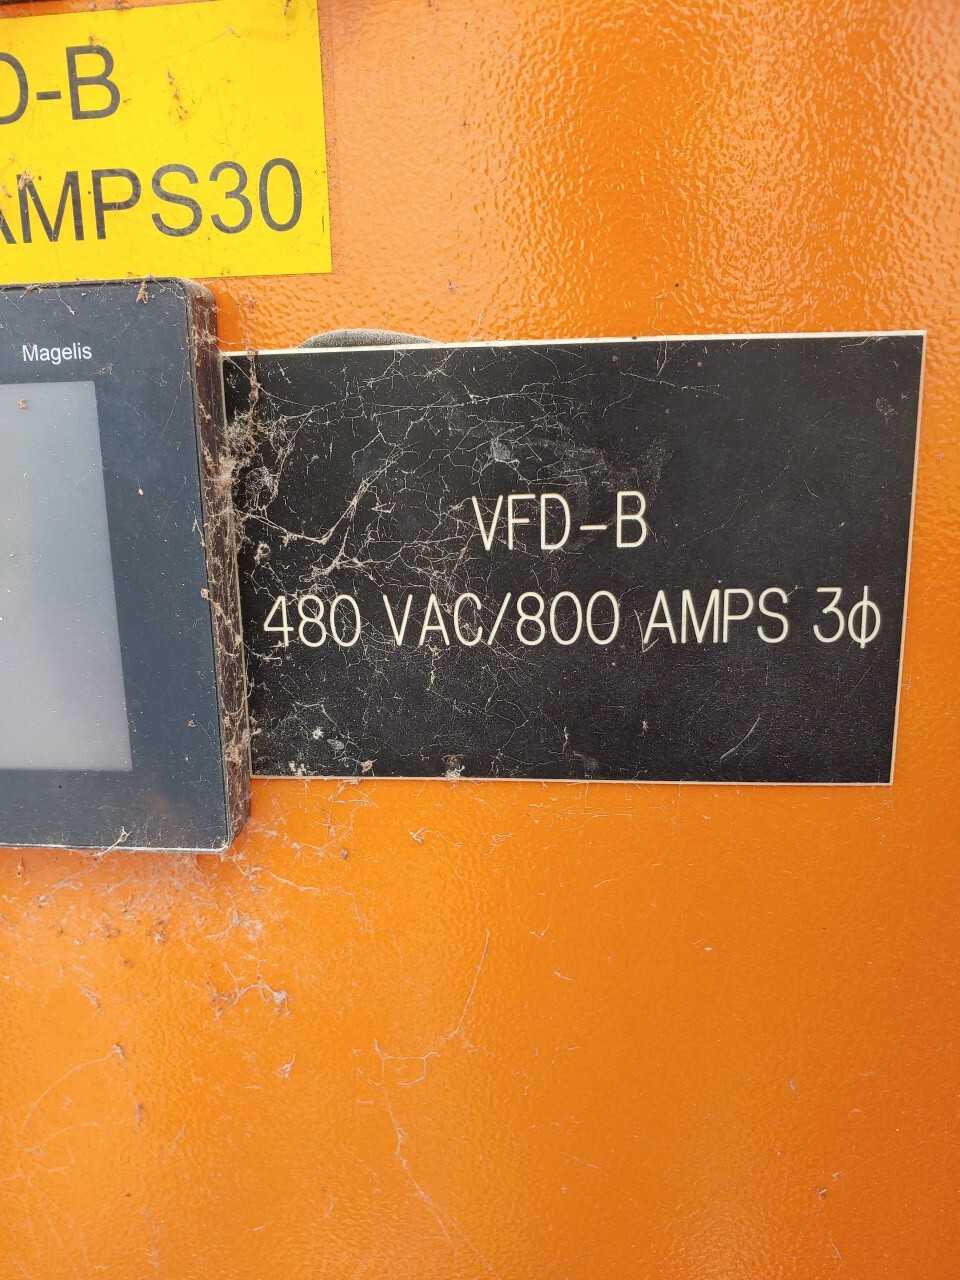 D-B
AMPS30
Magelis
VFD-B
480 VAC/800 AMPS 3ϕ